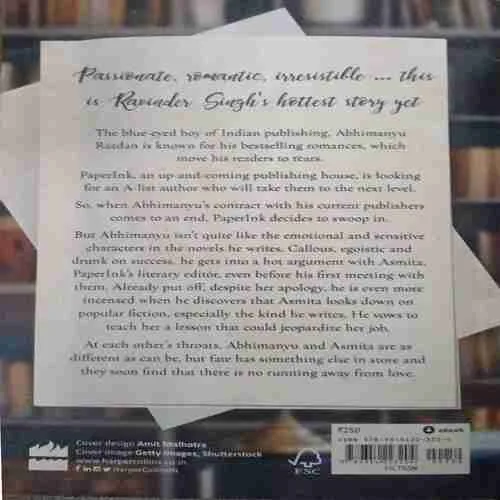 Passionate, romantic, irresistible ... this
is Ravinder Singh's hottest story yet
The blue-eyed boy of Indian publishing, Abhimanyu
Razdan is known for his bestselling romances, which
move his readers to tears.
PaperInk, an up-and-coming publishing house, is looking
for an A-list author who will take them to the next level.
So, when Abhimanyu's contract with his current publishers
comes to an end, PaperInk decides to swoop in.
But Abhimanyu isn't quite like the emotional and sensitive
characters in the novels he writes. Callous, egoistic and
drunk on success, he gets into a hot argument with Asmita,
PaperInk's literary editor, even before his first meeting with
them. Already put off, despite her apology, he is even more
incensed when he discovers that Asmita looks down on
popular fiction, especially the kind he writes. He vows to
teach her a lesson that could jeopardize her job.
At each other's throats, Abhimanyu and Asmita are as
different as can be, but fate has something else in store and
they soon find that there is no running away from love.
Cover design Amit Malhotra
Cover image Getty Images, Shutterstock
www.harpercollins.co.in
HarperCollinsIN
FSC
₹250
ebook
ISBN
FICTION